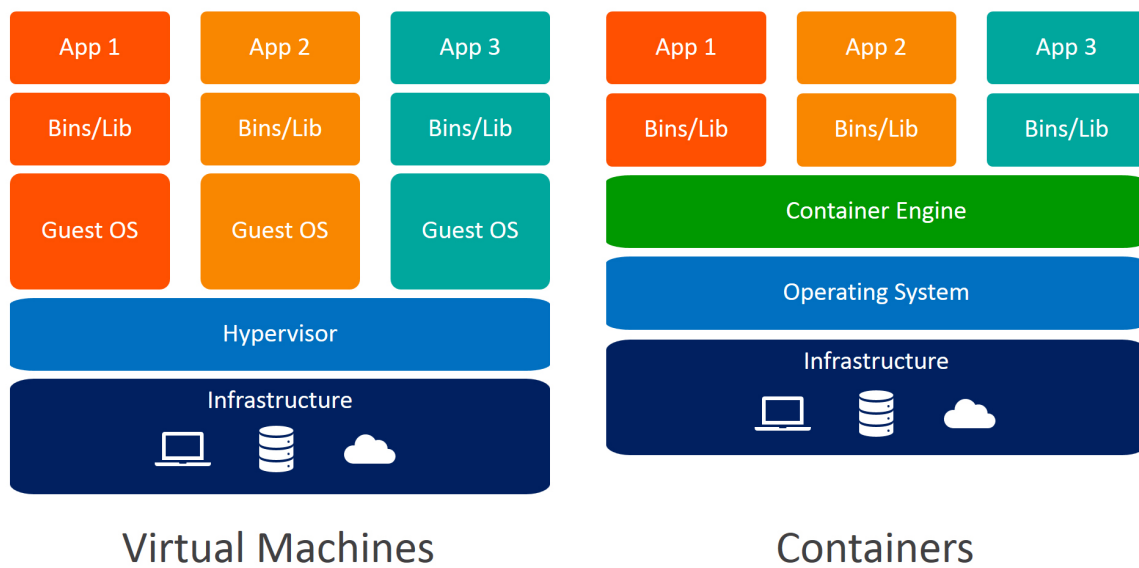 App 1
App 2
App 3
Bins/Lib
Bins/Lib
Bins/Lib
Guest OS
Guest OS
Guest OS
Hypervisor
Infrastructure
Virtual Machines
App 1
App 2
App 3
Bins/Lib
Bins/Lib
Bins/Lib
Container Engine
Operating System
Infrastructure
Containers